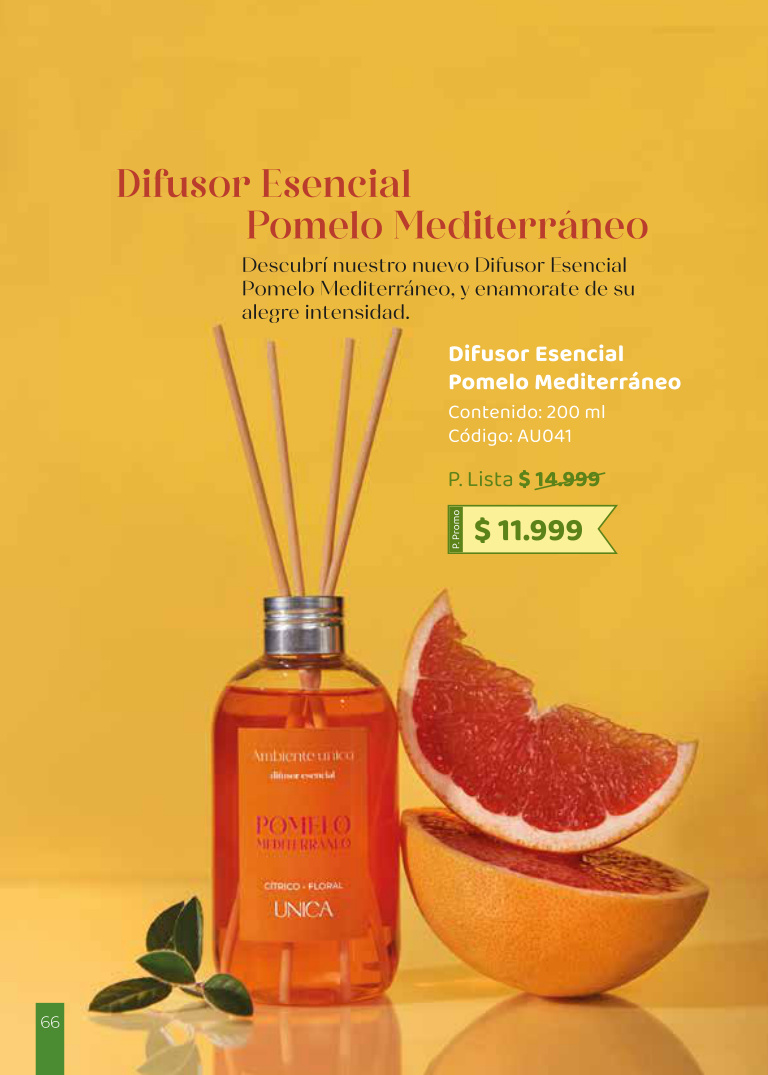 Difusor Esencial
Pomelo Mediterráneo
Descubrí nuestro nuevo Difusor Esencial
Pomelo Mediterráneo, y enamorate de su
alegre intensidad.
Difusor Esencial
Pomelo Mediterráneo
Contenido: 200 ml
Código: AU041
P. Lista $ 14.999
P. Promo
$ 11.999
Ambiente unica
difusor esencial
POMELO
MEDITERRÁNEO
CÍTRICO - FLORAL
UNICA
66